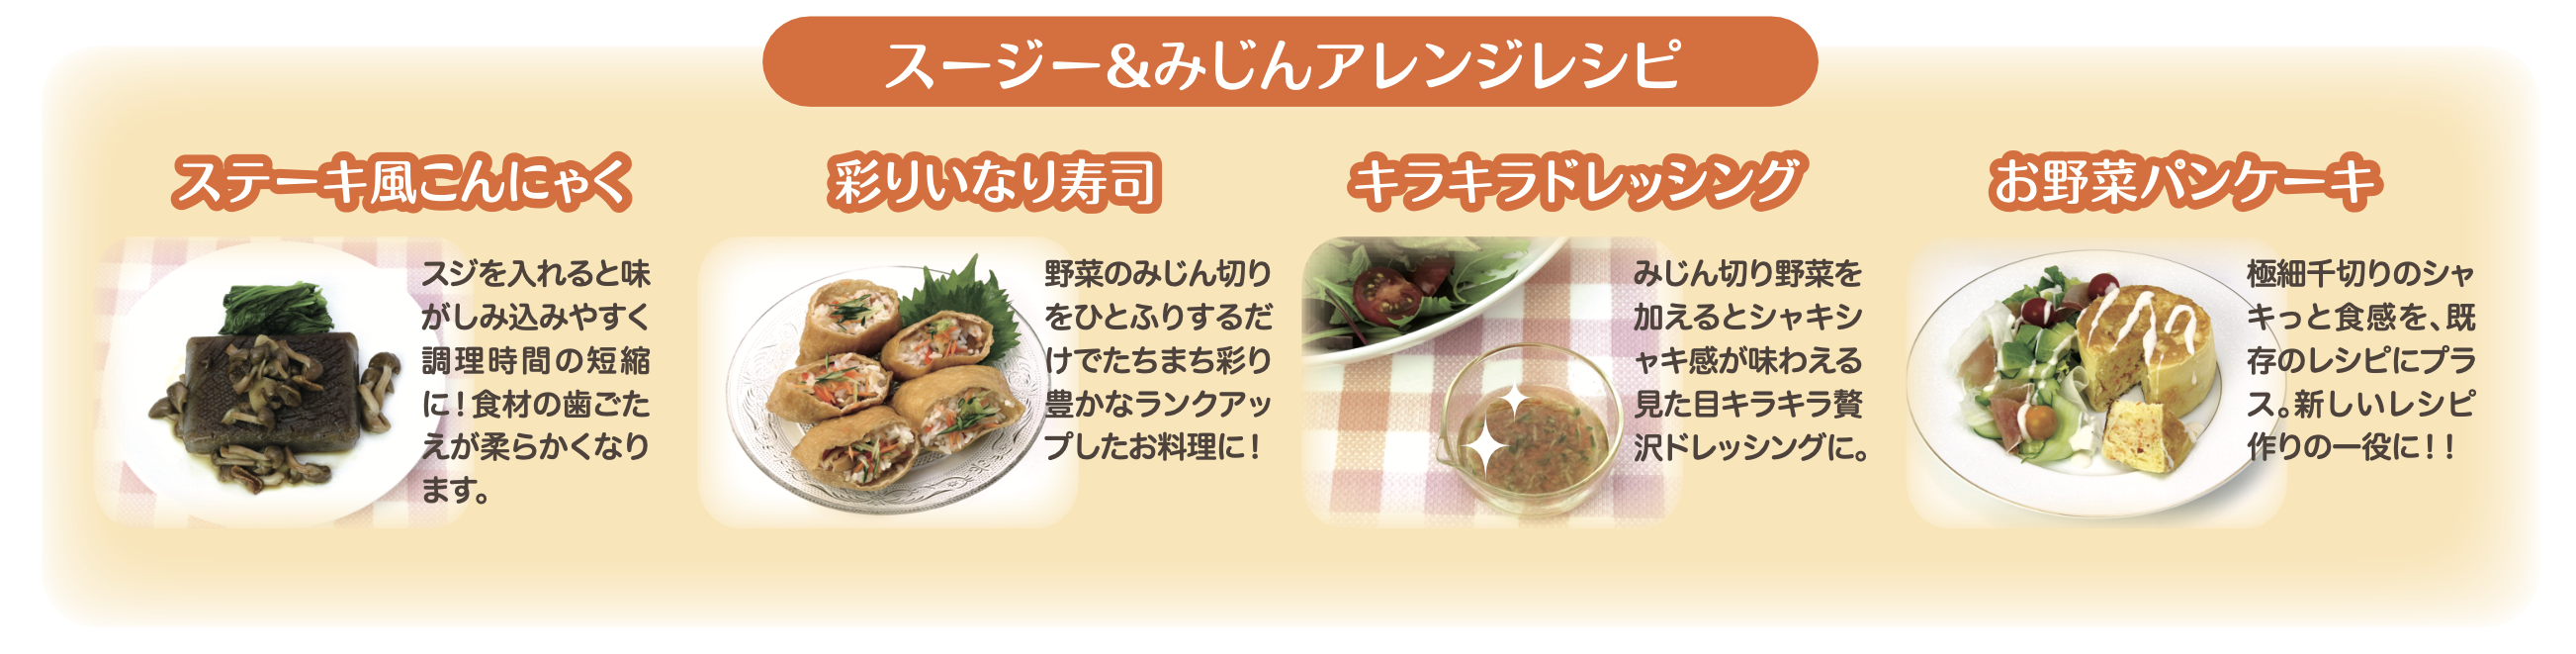 スージー&みじんアレンジレシピ
ステーキ風こんにゃく
スジを入れると味
がしみ込みやすく
調理時間の短縮
に！食材の歯ごた
えが柔らかくなり
ます。
彩りいなり寿司
野菜のみじん切り
をひとふりするだ
けでたちまち彩り
豊かなランクアッ
プしたお料理に！
キラキラドレッシング
みじん切り野菜を
加えるとシャキシ
ャキ感が味わえる
見た目キラキラ贅
沢ドレッシングに。
お野菜パンケーキ
極細千切りのシャ
キっと食感を、既
存のレシピにプラ
ス。新しいレシピ
作りの一役に！！